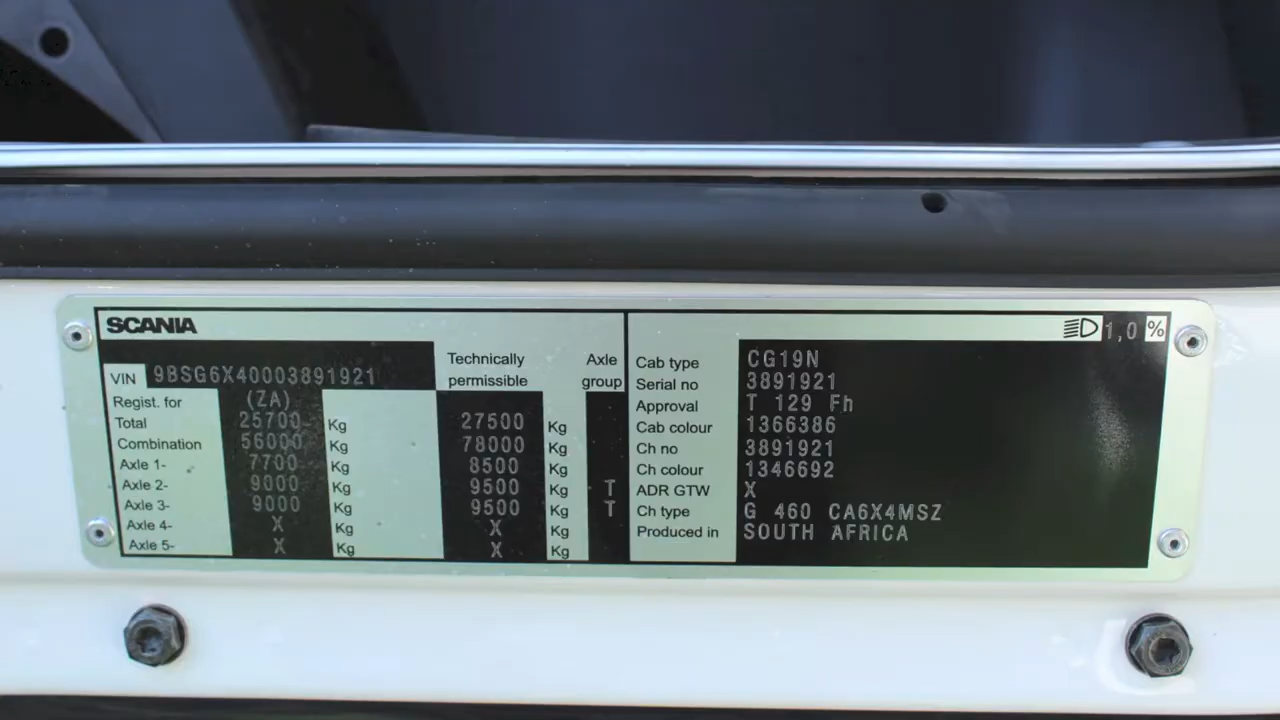 SCANIA
1,0 %
VIN 9BSG6X40003891921
Technically permissible
Axle group
Regist. for (ZA)
Total 25700 Kg 27500 Kg
Combination 56000 Kg 78000 Kg
Axle 1- 7700 Kg 8500 Kg
Axle 2- 9000 Kg 9500 Kg T
Axle 3- 9000 Kg 9500 Kg T
Axle 4- X Kg X Kg
Axle 5- X Kg X Kg
Cab type CG19N
Serial no 3891921
Approval T 129 Fh
Cab colour 1366386
Ch no 3891921
Ch colour 1346692
ADR GTW X
Ch type G 460 CA6X4MSZ
Produced in SOUTH AFRICA